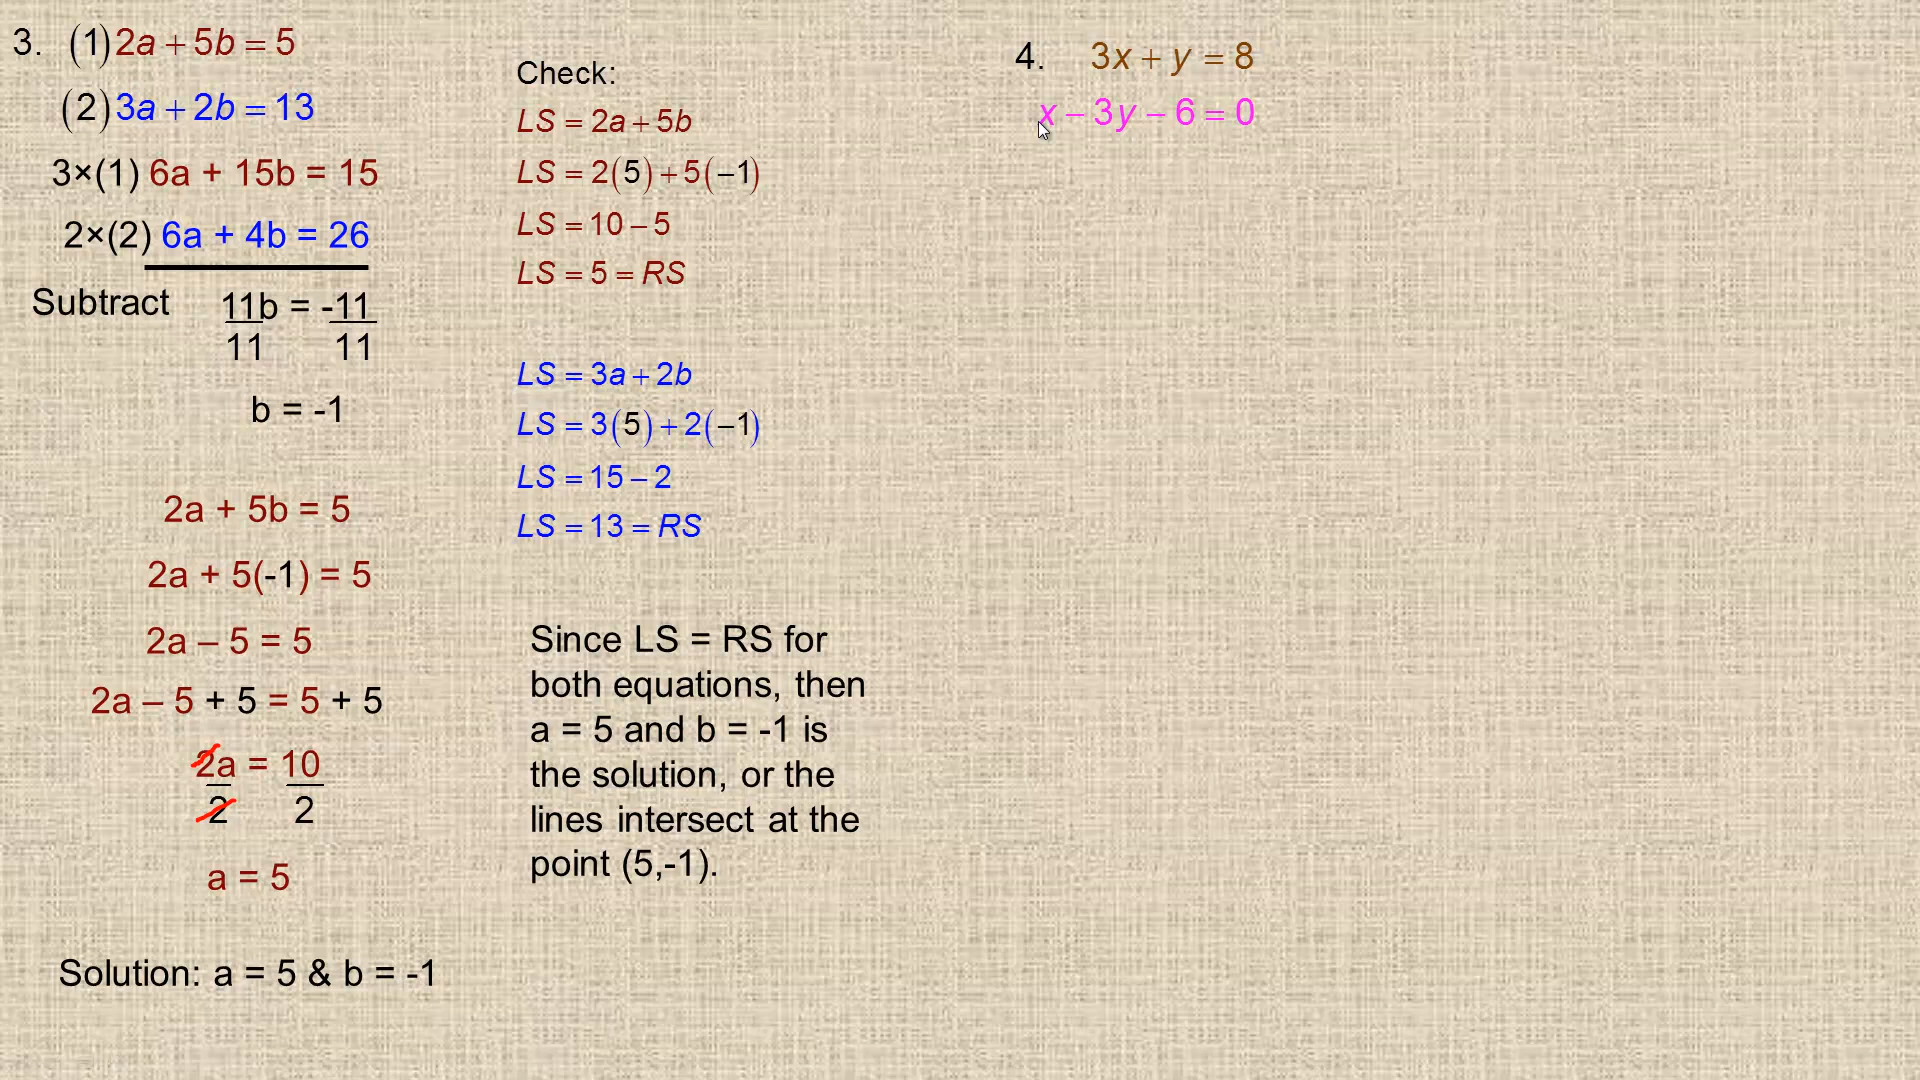 3. (1) 2a + 5b = 5
(2) 3a + 2b = 13
3×(1) 6a + 15b = 15
2×(2) 6a + 4b = 26
Subtract 11b = -11
11 11
b = -1
2a + 5b = 5
2a + 5(-1) = 5
2a – 5 = 5
2a – 5 + 5 = 5 + 5
2a = 10
2 2
a = 5
Solution: a = 5 & b = -1
Check:
LS = 2a + 5b
LS = 2(5) + 5(–1)
LS = 10 – 5
LS = 5 = RS
LS = 3a + 2b
LS = 3(5) + 2(–1)
LS = 15 – 2
LS = 13 = RS
Since LS = RS for
both equations, then
a = 5 and b = -1 is
the solution, or the
lines intersect at the
point (5,-1).
4. 3x + y = 8
x – 3y – 6 = 0